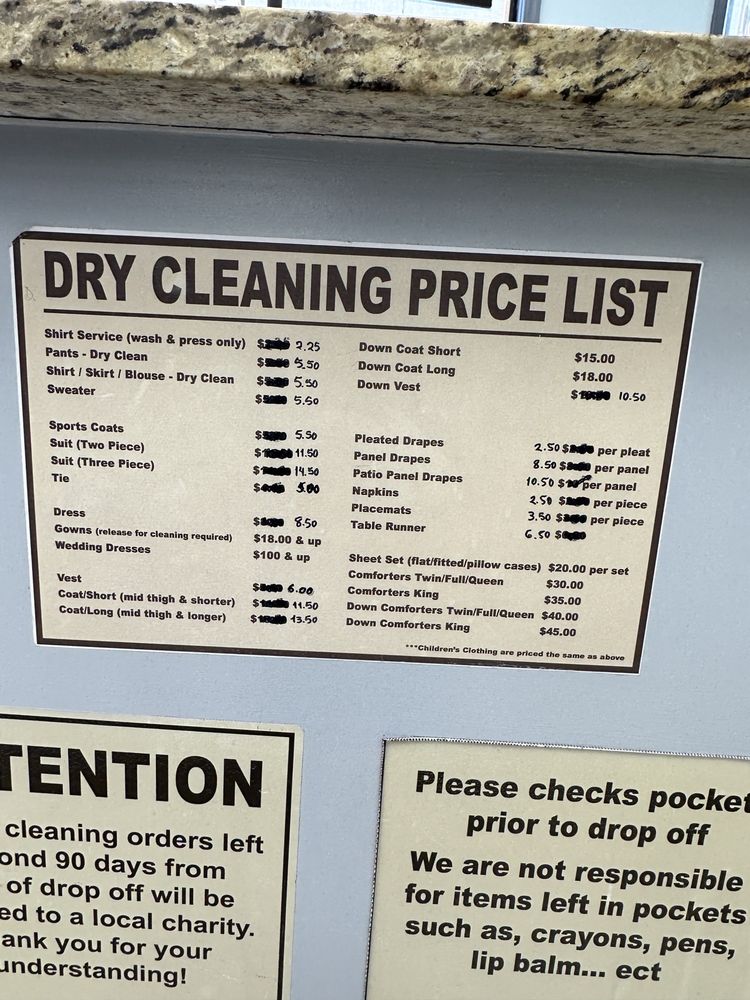 DRY CLEANING PRICE LIST
Shirt Service (wash & press only) $ 2.25
Pants - Dry Clean $ 5.50
Shirt / Skirt / Blouse - Dry Clean $ 5.50
Sweater $ 5.50
Sports Coats $ 5.50
Suit (Two Piece) $ 11.50
Suit (Three Piece) $ 14.50
Tie $ 5.00
Dress $ 8.50
Gowns (release for cleaning required) $18.00 & up
Wedding Dresses $100 & up
Vest $ 6.00
Coat/Short (mid thigh & shorter) $ 11.50
Coat/Long (mid thigh & longer) $ 13.50
Down Coat Short $15.00
Down Coat Long $18.00
Down Vest $ 10.50
Pleated Drapes 2.50 $ per pleat
Panel Drapes 8.50 $ per panel
Patio Panel Drapes 10.50 $ per panel
Napkins 2.50 $ per piece
Placemats 3.50 $ per piece
Table Runner 6.50 $
Sheet Set (flat/fitted/pillow cases) $20.00 per set
Comforters Twin/Full/Queen $30.00
Comforters King $35.00
Down Comforters Twin/Full/Queen $40.00
Down Comforters King $45.00
***Children's Clothing are priced the same as above
TENTION
cleaning orders left
ond 90 days from
of drop off will be
ed to a local charity.
ank you for your
understanding!
Please checks pocket
prior to drop off
We are not responsible
for items left in pockets
such as, crayons, pens,
lip balm... ect